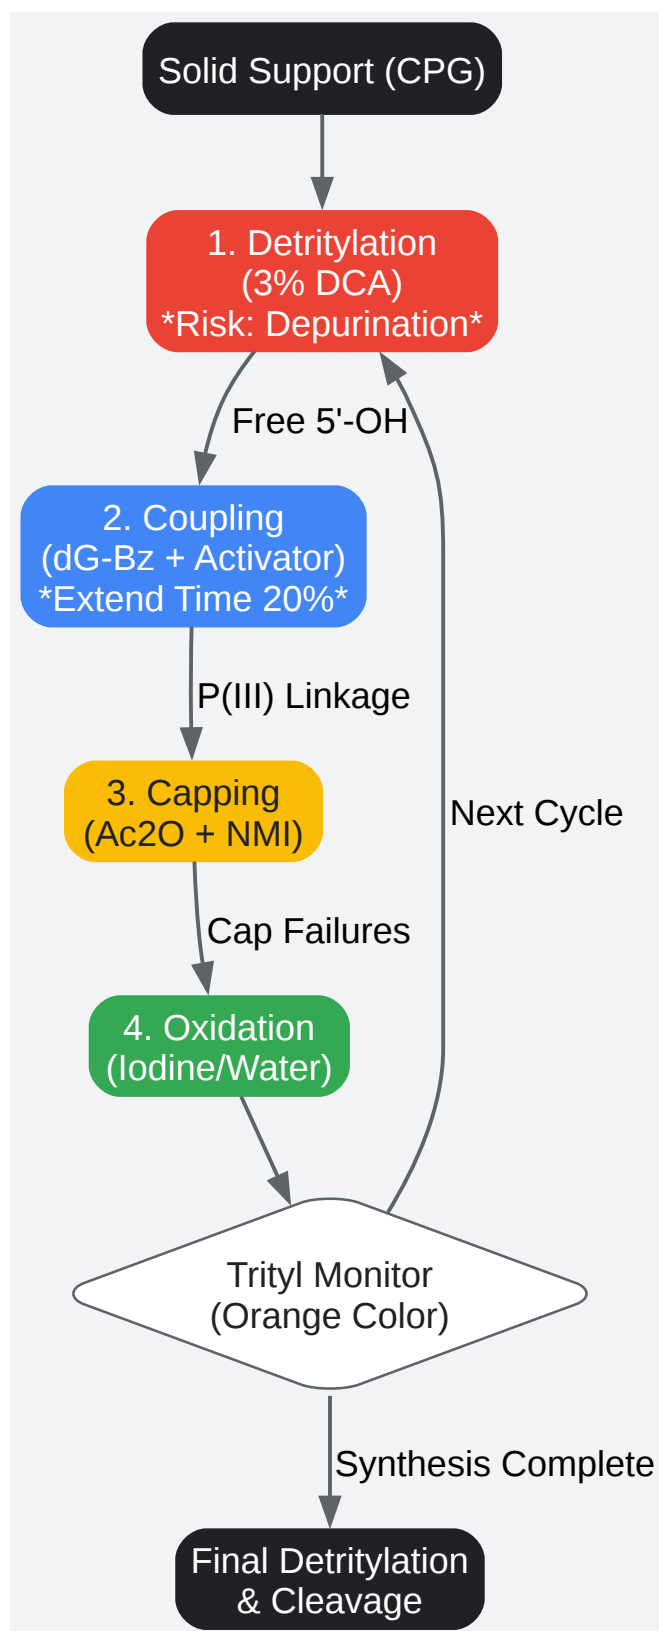 Solid Support (CPG)
1. Detritylation
(3% DCA)
*Risk: Depurination*
Free 5'-OH
2. Coupling
(dG-Bz + Activator)
*Extend Time 20%*
P(III) Linkage
3. Capping
(Ac2O + NMI)
Next Cycle
Cap Failures
4. Oxidation
(Iodine/Water)
Trityl Monitor
(Orange Color)
Synthesis Complete
Final Detritylation
& Cleavage